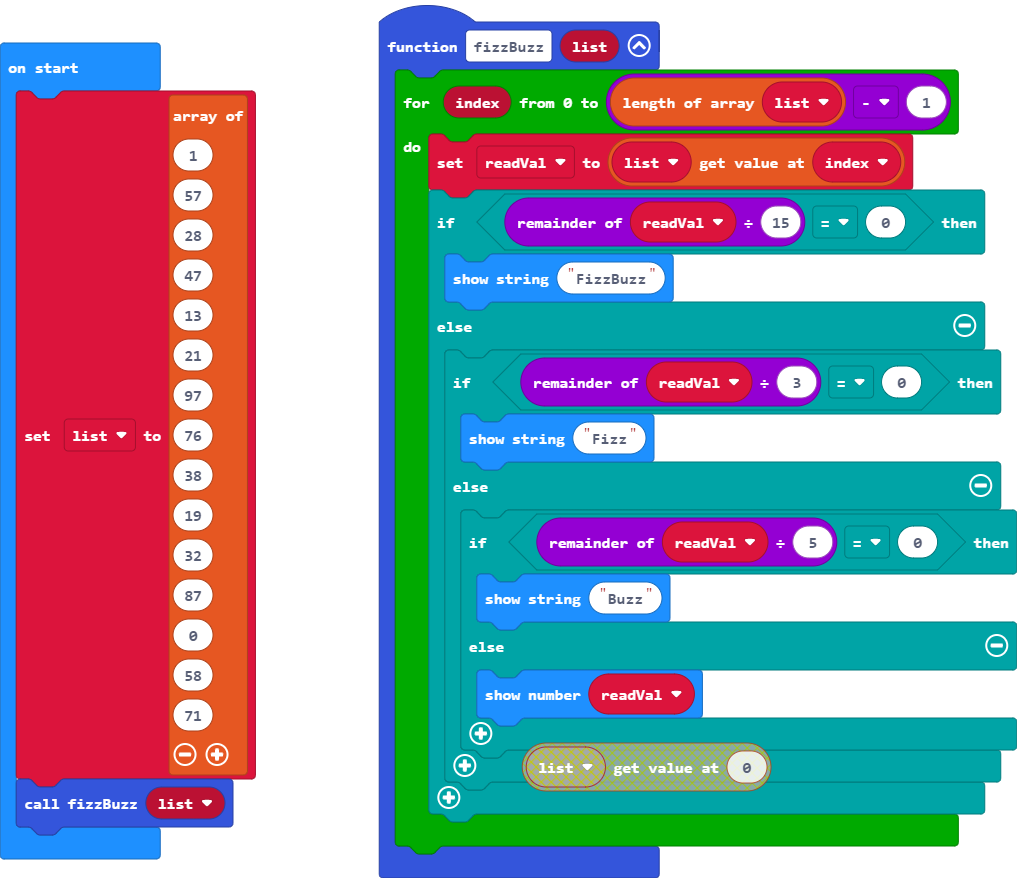 on start
set list to
array of
1
57
28
47
13
21
97
76
38
19
32
87
0
58
71
call fizzBuzz list
function fizzBuzz list
for index from 0 to length of array list - 1
do
set readVal to list get value at index
if remainder of readVal ÷ 15 = 0 then
show string "FizzBuzz"
else
if remainder of readVal ÷ 3 = 0 then
show string "Fizz"
else
if remainder of readVal ÷ 5 = 0 then
show string "Buzz"
else
show number readVal
list get value at 0